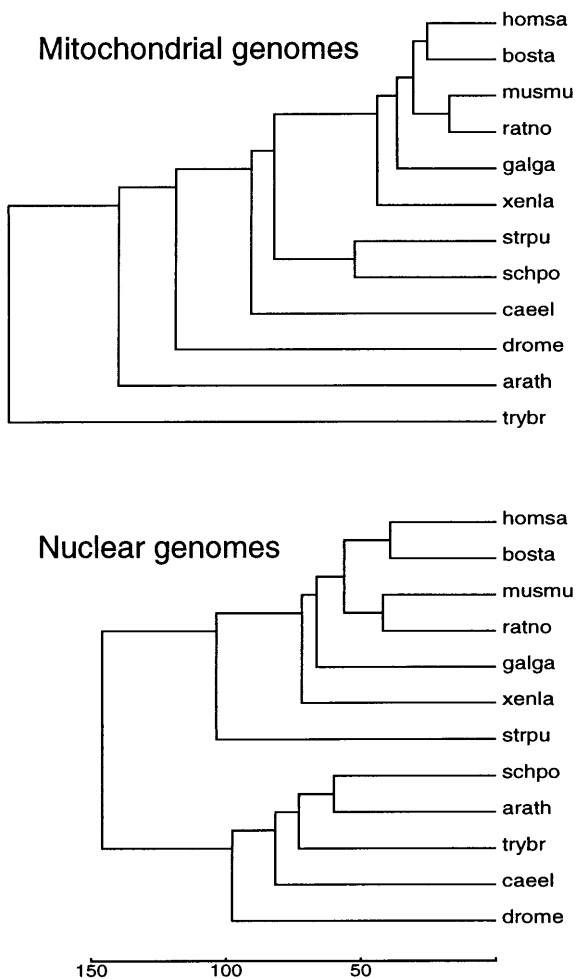 Mitochondrial genomes
homsa
bosta
musmu
ratno
galga
xenla
strpu
schpo
caeel
drome
arath
trybr
Nuclear genomes
homsa
bosta
musmu
ratno
galga
xenla
strpu
schpo
arath
trybr
caeel
drome
150 100 50